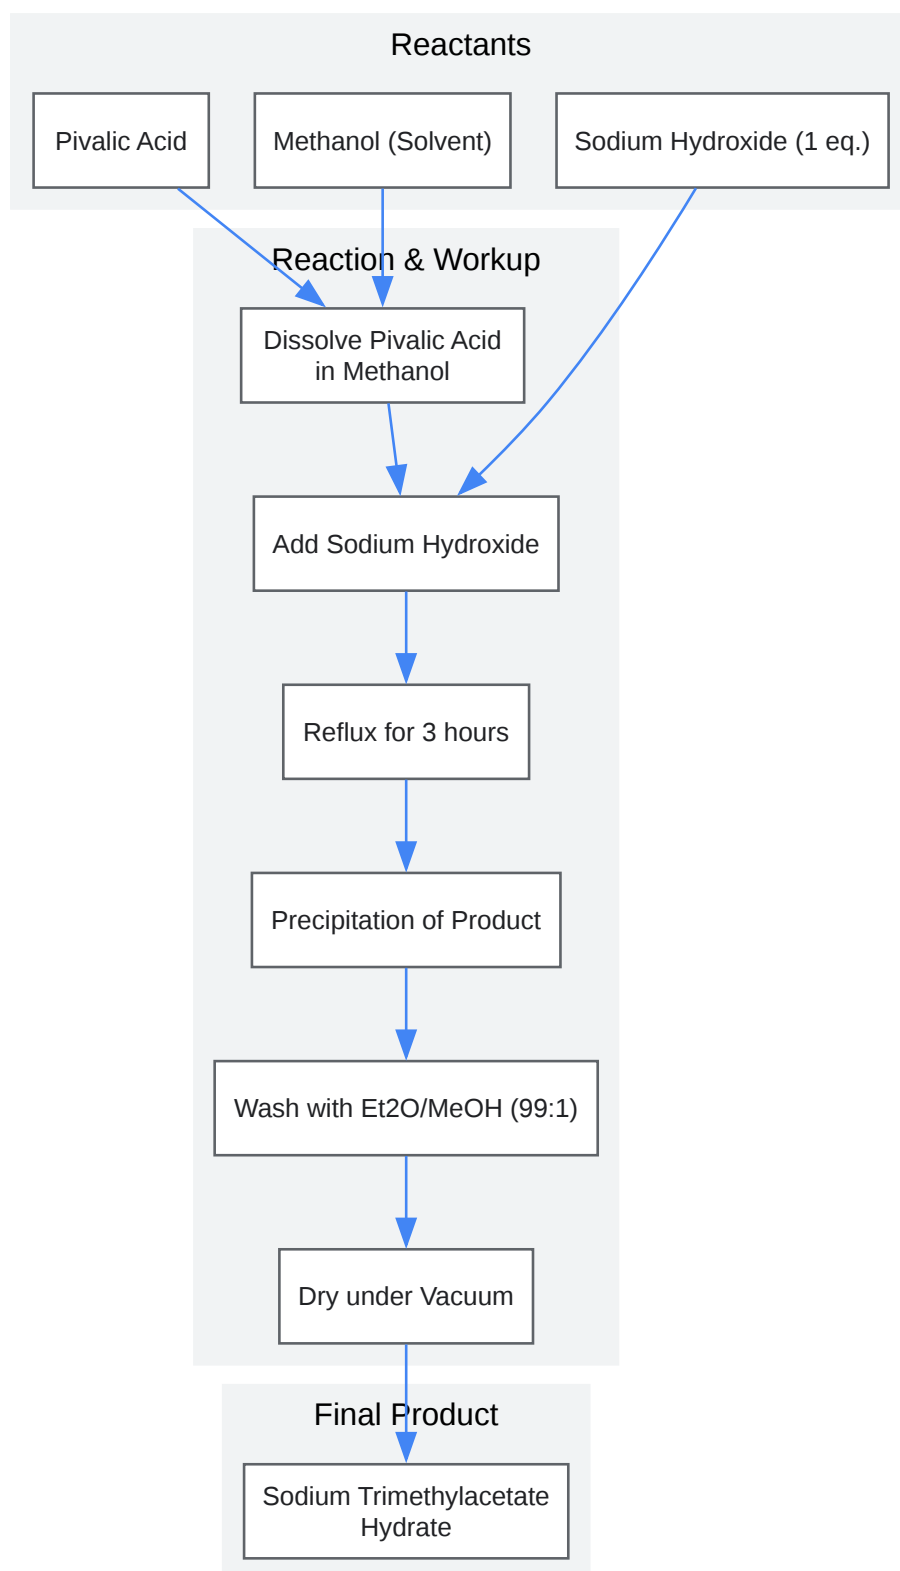 Reactants
Pivalic Acid
Methanol (Solvent)
Sodium Hydroxide (1 eq.)
Reaction & Workup
Dissolve Pivalic Acid
in Methanol
Add Sodium Hydroxide
Reflux for 3 hours
Precipitation of Product
Wash with Et2O/MeOH (99:1)
Dry under Vacuum
Final Product
Sodium Trimethylacetate
Hydrate